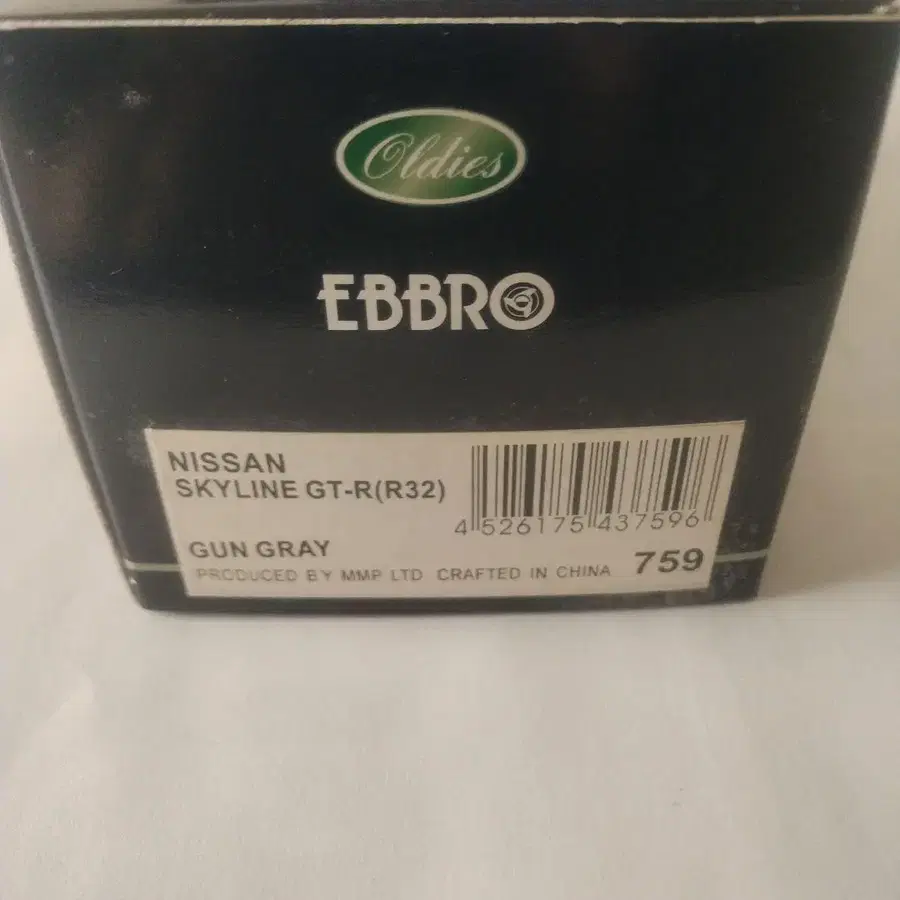 Oldies
EBBRO
NISSAN
SKYLINE GT-R(R32)
4 526175 437596
GUN GRAY
759
PRODUCED BY MMP LTD CRAFTED IN CHINA